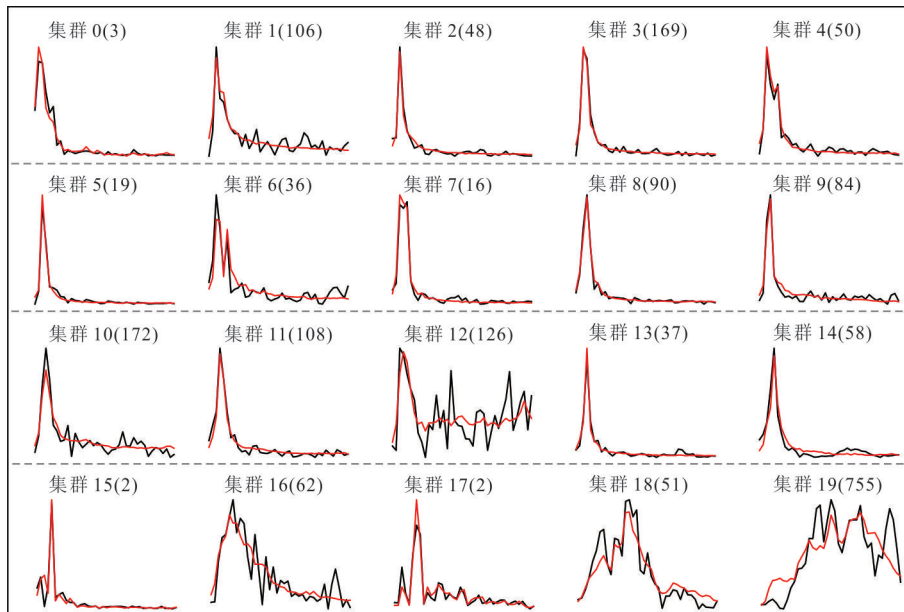 集群 0(3) 集群 1(106) 集群 2(48) 集群 3(169) 集群 4(50)
集群 5(19) 集群 6(36) 集群 7(16) 集群 8(90) 集群 9(84)
集群 10(172) 集群 11(108) 集群 12(126) 集群 13(37) 集群 14(58)
集群 15(2) 集群 16(62) 集群 17(2) 集群 18(51) 集群 19(755)